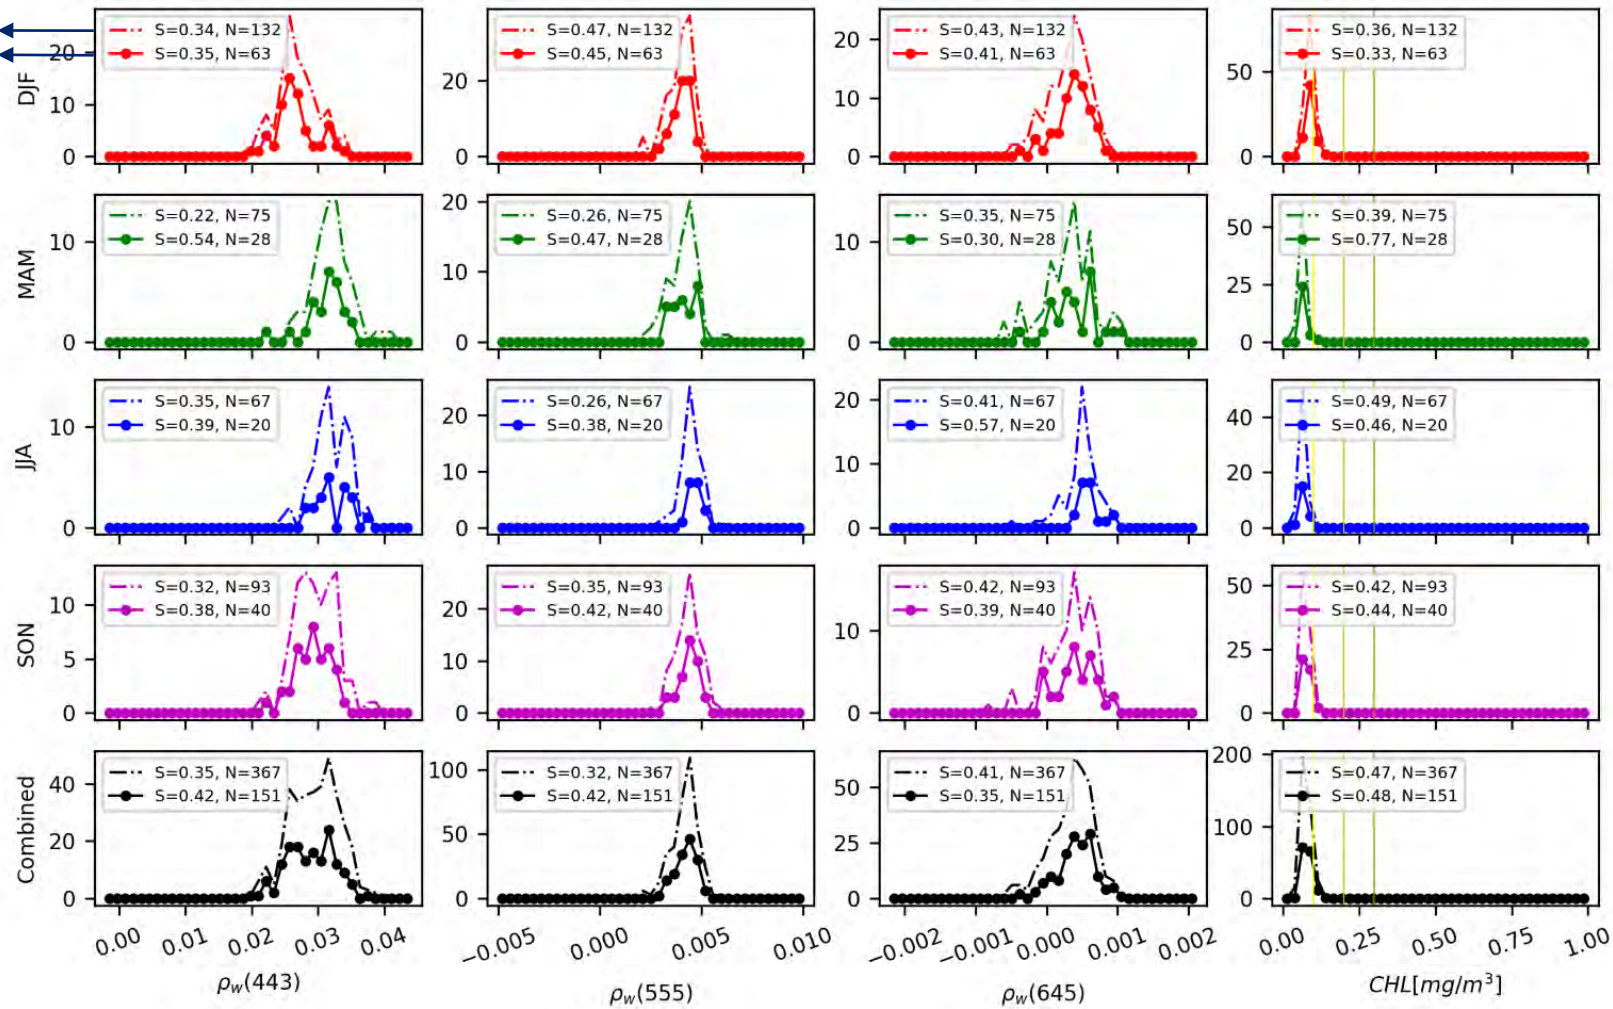 DJF
20
10
0
S=0.34, N=132
S=0.35, N=63
20
0
S=0.47, N=132
S=0.45, N=63
20
10
0
S=0.43, N=132
S=0.41, N=63
50
0
S=0.36, N=132
S=0.33, N=63
MAM
10
0
S=0.22, N=75
S=0.54, N=28
20
10
0
S=0.26, N=75
S=0.47, N=28
10
0
S=0.35, N=75
S=0.30, N=28
50
25
0
S=0.39, N=75
S=0.77, N=28
JJA
10
0
S=0.35, N=67
S=0.39, N=20
20
10
0
S=0.26, N=67
S=0.38, N=20
20
10
0
S=0.41, N=67
S=0.57, N=20
40
20
0
S=0.49, N=67
S=0.46, N=20
SON
10
5
0
S=0.32, N=93
S=0.38, N=40
20
10
0
S=0.35, N=93
S=0.42, N=40
10
0
S=0.42, N=93
S=0.39, N=40
50
25
0
S=0.42, N=93
S=0.44, N=40
Combined
40
20
0
S=0.35, N=367
S=0.42, N=151
100
50
0
S=0.32, N=367
S=0.42, N=151
50
25
0
S=0.41, N=367
S=0.35, N=151
200
100
0
S=0.47, N=367
S=0.48, N=151
0.00 0.01 0.02 0.03 0.04
−0.005 0.000 0.005 0.010
−0.002 −0.001 0.000 0.001 0.002
0.00 0.25 0.50 0.75 1.00
ρw(443)
ρw(555)
ρw(645)
CHL[mg/m³]